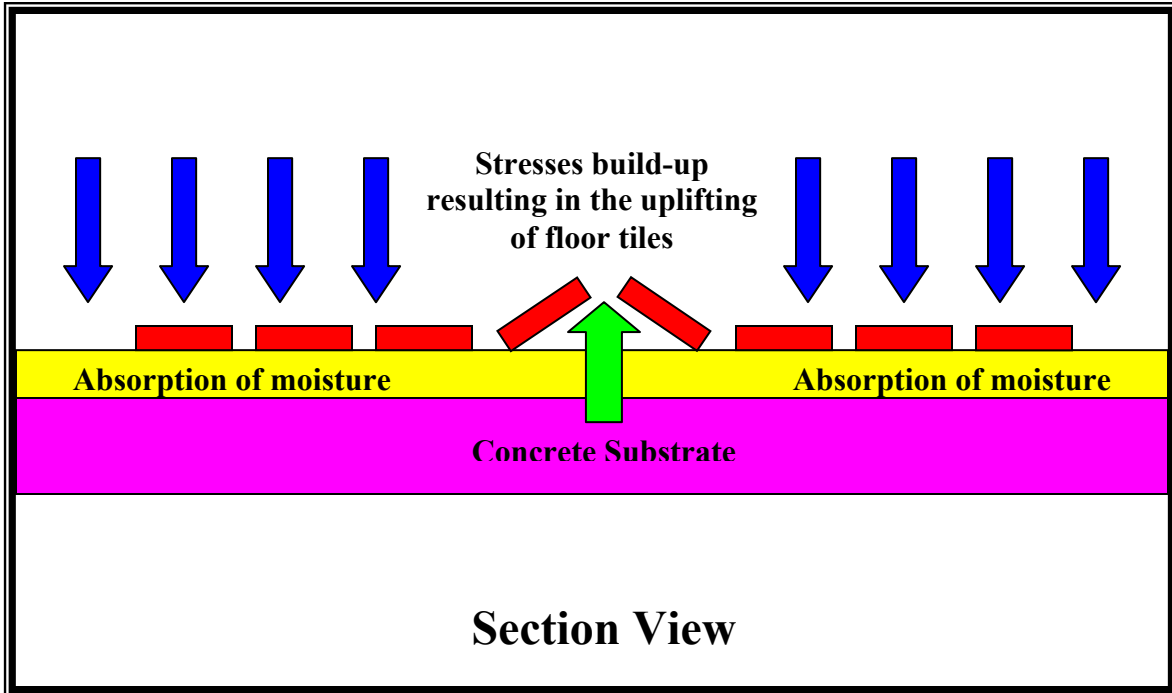 Stresses build-up
resulting in the uplifting
of floor tiles
Absorption of moisture
Absorption of moisture
Concrete Substrate
Section View